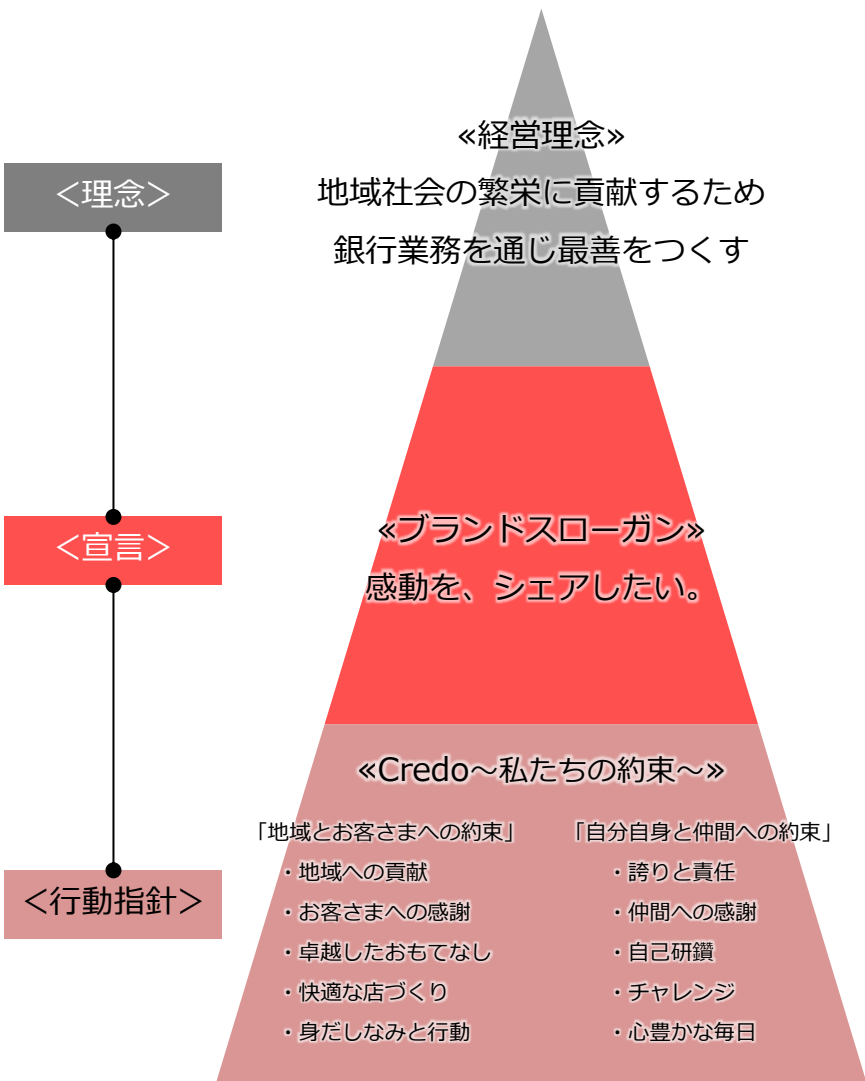 <理念>
«経営理念»
地域社会の繁栄に貢献するため
銀行業務を通じ最善をつくす
<宣言>
«ブランドスローガン»
感動を、シェアしたい。
<行動指針>
«Credo~私たちの約束~»
「地域とお客さまへの約束」
・地域への貢献
・お客さまへの感謝
・卓越したおもてなし
・快適な店づくり
・身だしなみと行動
「自分自身と仲間への約束」
・誇りと責任
・仲間への感謝
・自己研鑽
・チャレンジ
・心豊かな毎日